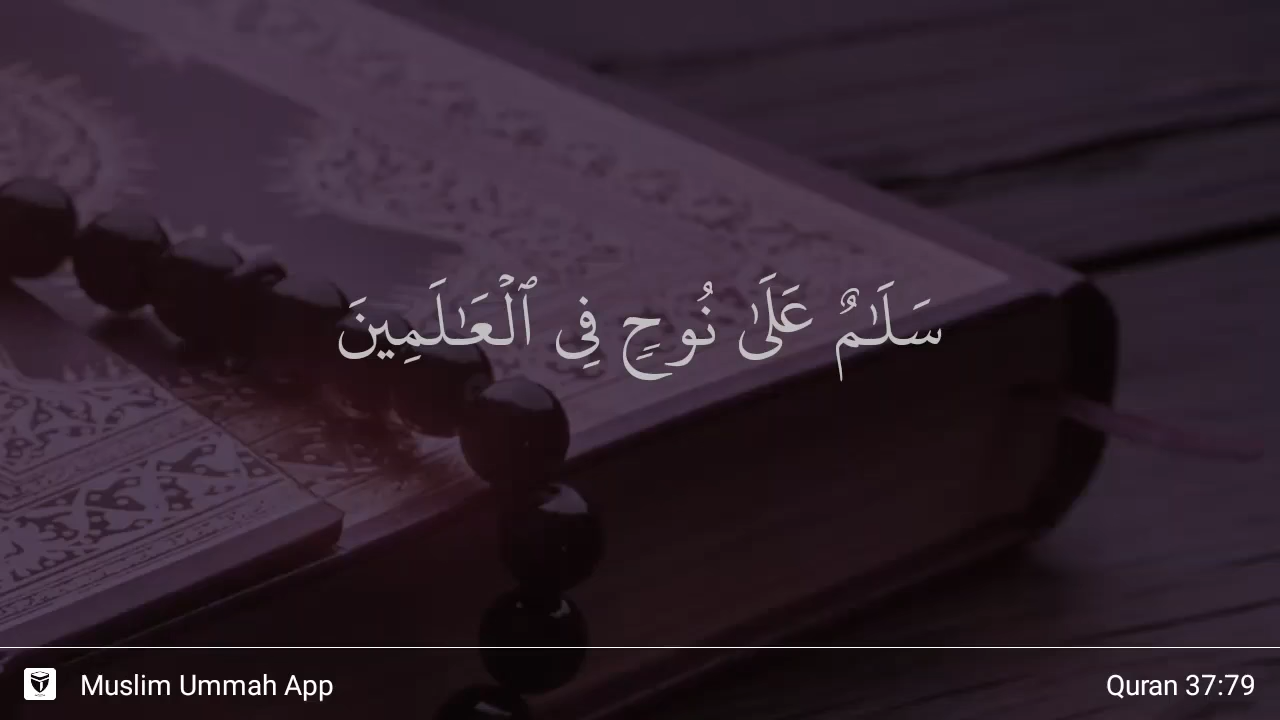 سَلَـٰمٌ عَلَىٰ نُوحٍ فِى ٱلْعَـٰلَمِينَ
Muslim Ummah App
Quran 37:79